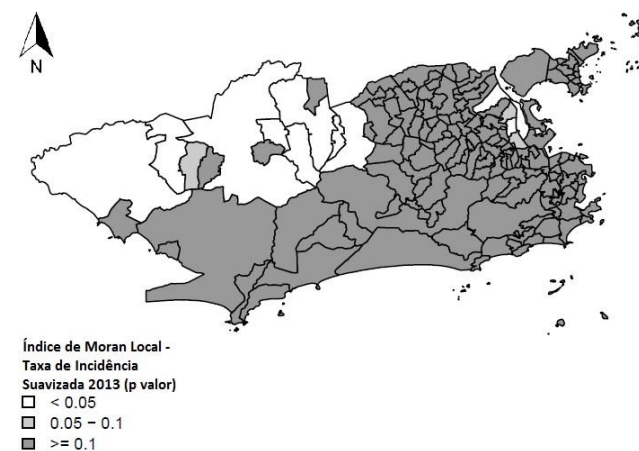 N
Índice de Moran Local -
Taxa de Incidência
Suavizada 2013 (p valor)
< 0.05
0.05 − 0.1
>= 0.1